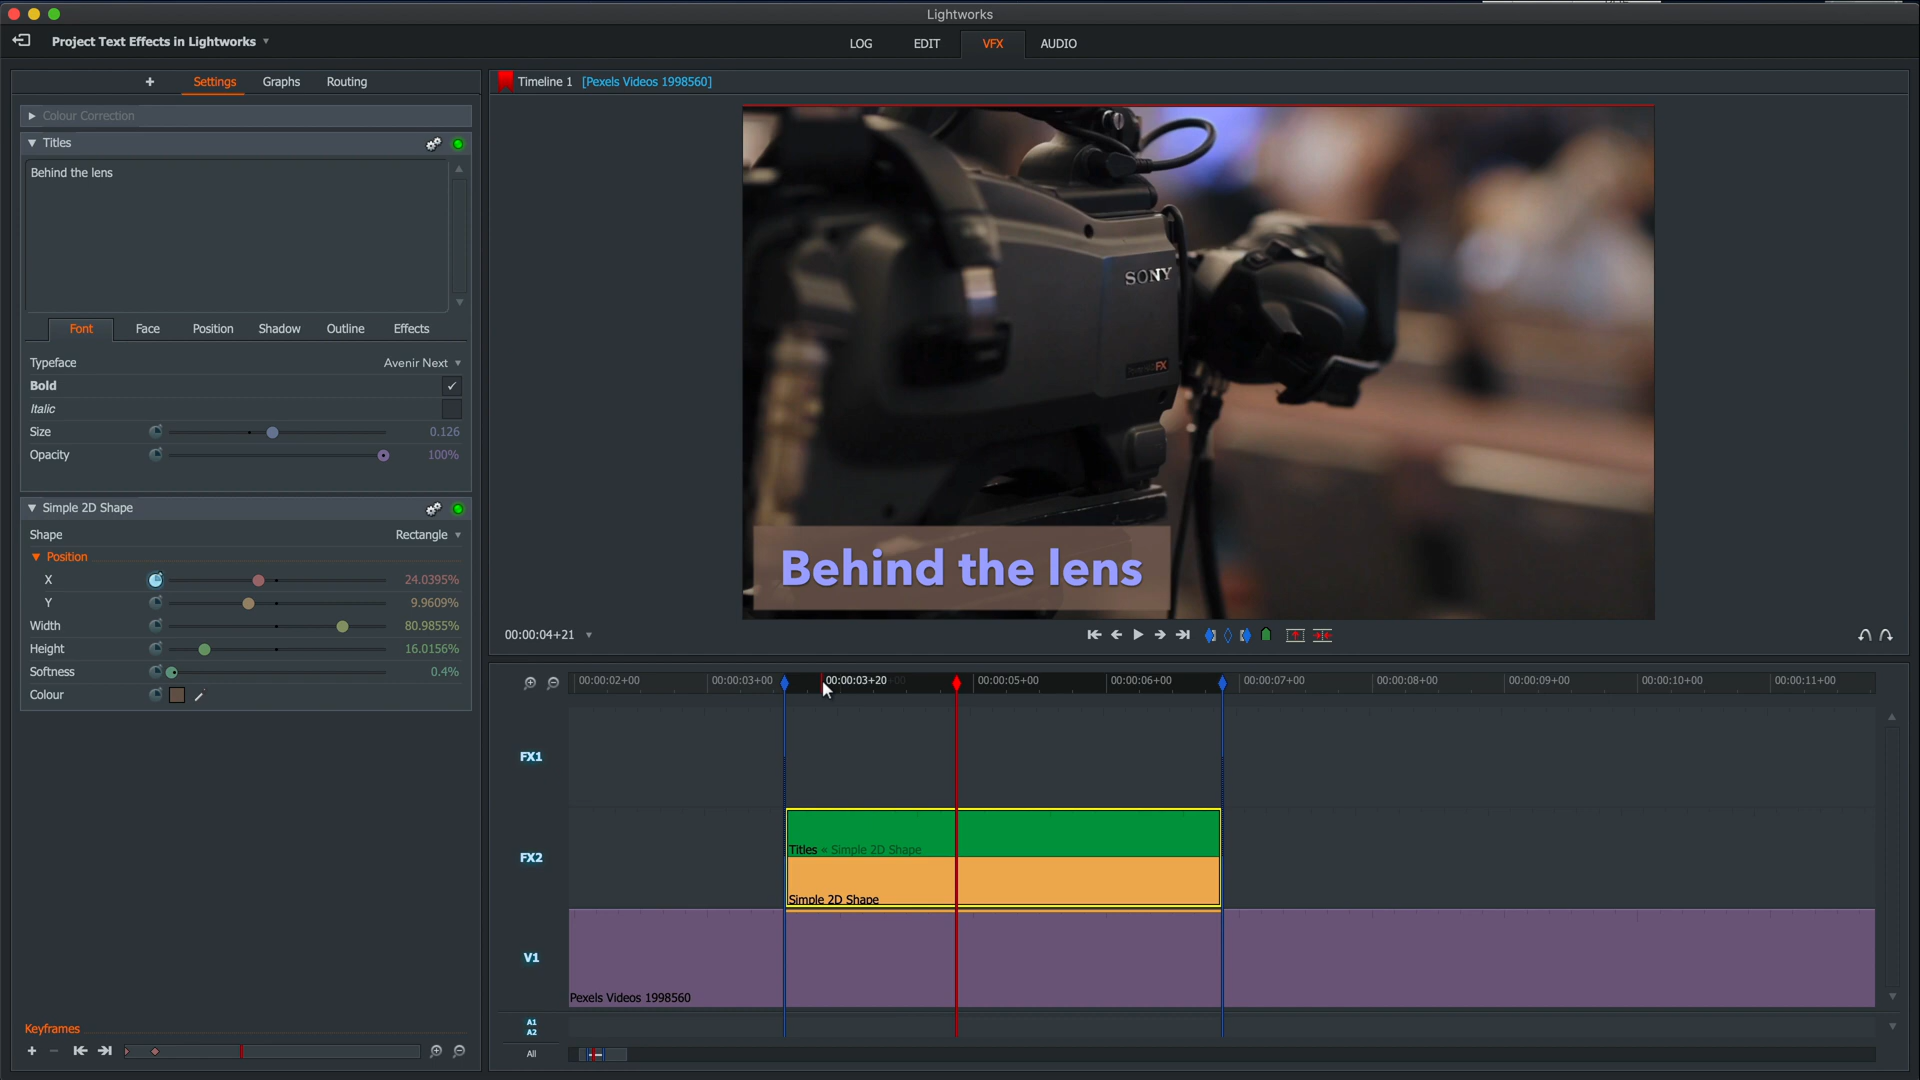 Lightworks
Project Text Effects in Lightworks
LOG EDIT VFX AUDIO
Settings Graphs Routing
Timeline 1 [Pexels Videos 1998560]
Colour Correction
Titles
Behind the lens
Font Face Position Shadow Outline Effects
Typeface Avenir Next
Bold
Italic
Size 0.126
Opacity 100%
Simple 2D Shape
Shape Rectangle
Position
X 24.0395%
Y 9.9609%
Width 80.9855%
Height 16.0156%
Softness 0.4%
Colour
Keyframes
SONY
Behind the lens
00:00:04+21
00:00:02+00 00:00:03+00 00:00:03+20 00:00:05+00 00:00:06+00 00:00:07+00 00:00:08+00 00:00:09+00 00:00:10+00 00:00:11+00
FX1
FX2
Titles « Simple 2D Shape
Simple 2D Shape
V1
Pexels Videos 1998560
A1
A2
All